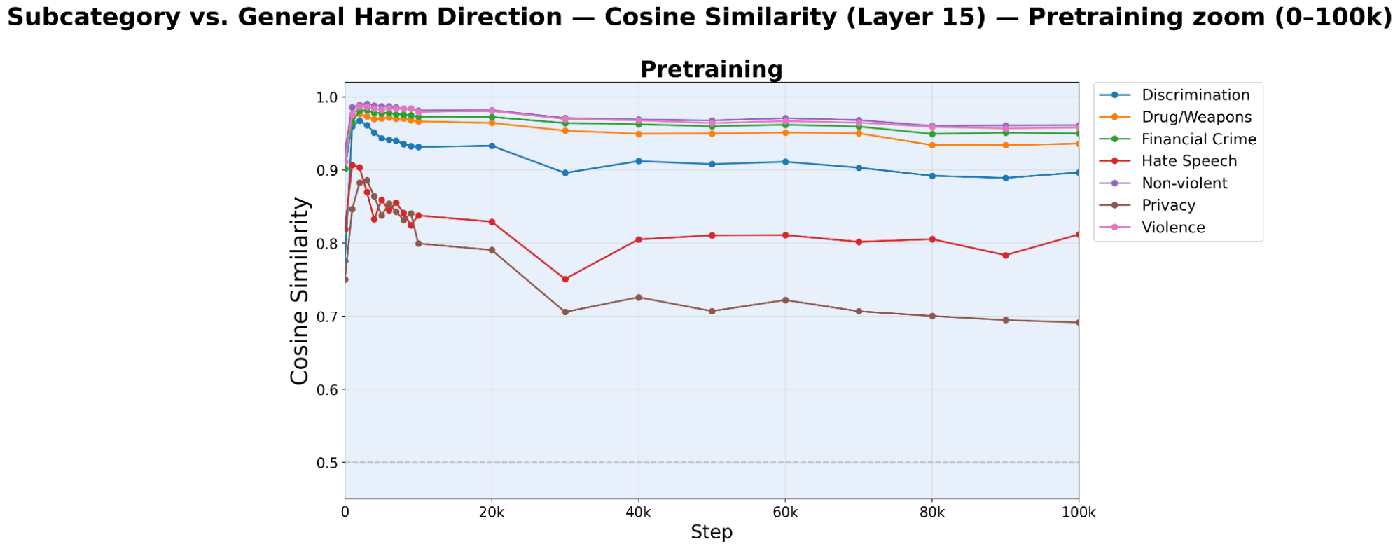 Subcategory vs. General Harm Direction — Cosine Similarity (Layer 15) — Pretraining zoom (0–100k)
Pretraining
Cosine Similarity
1.0
0.9
0.8
0.7
0.6
0.5
0
20k
40k
60k
80k
100k
Step
Discrimination
Drug/Weapons
Financial Crime
Hate Speech
Non-violent
Privacy
Violence